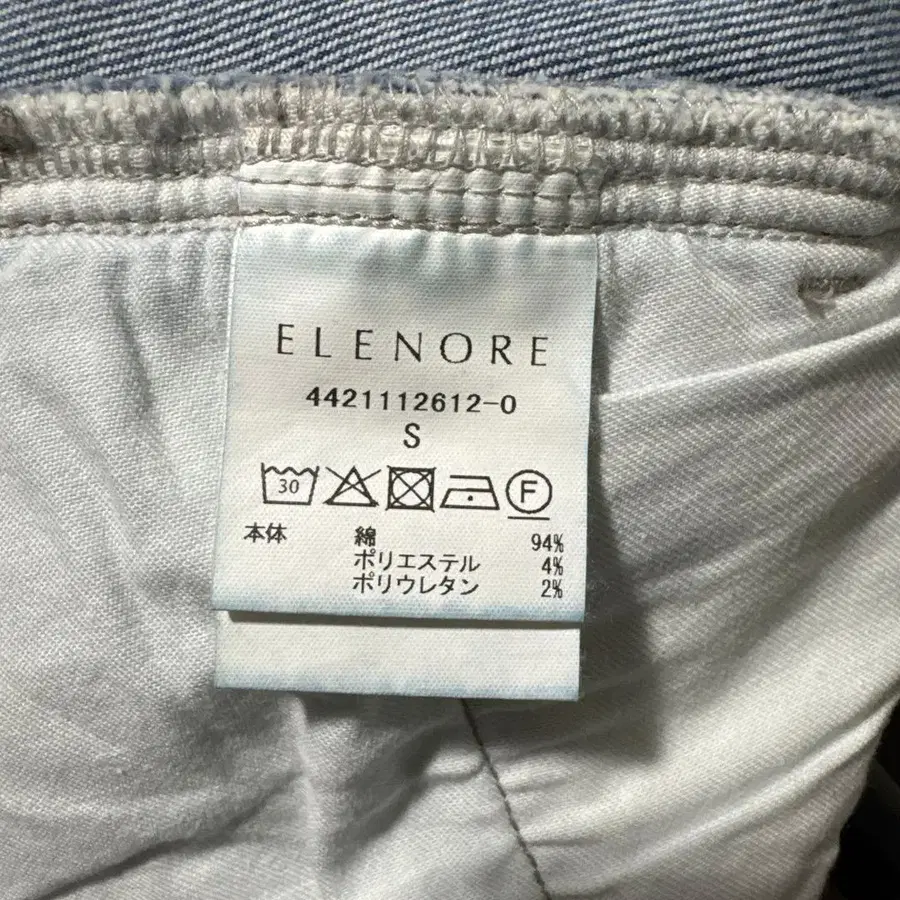 ELENORE
4421112612-0
S
30 F
本体 綿 94%
ポリエステル 4%
ポリウレタン 2%